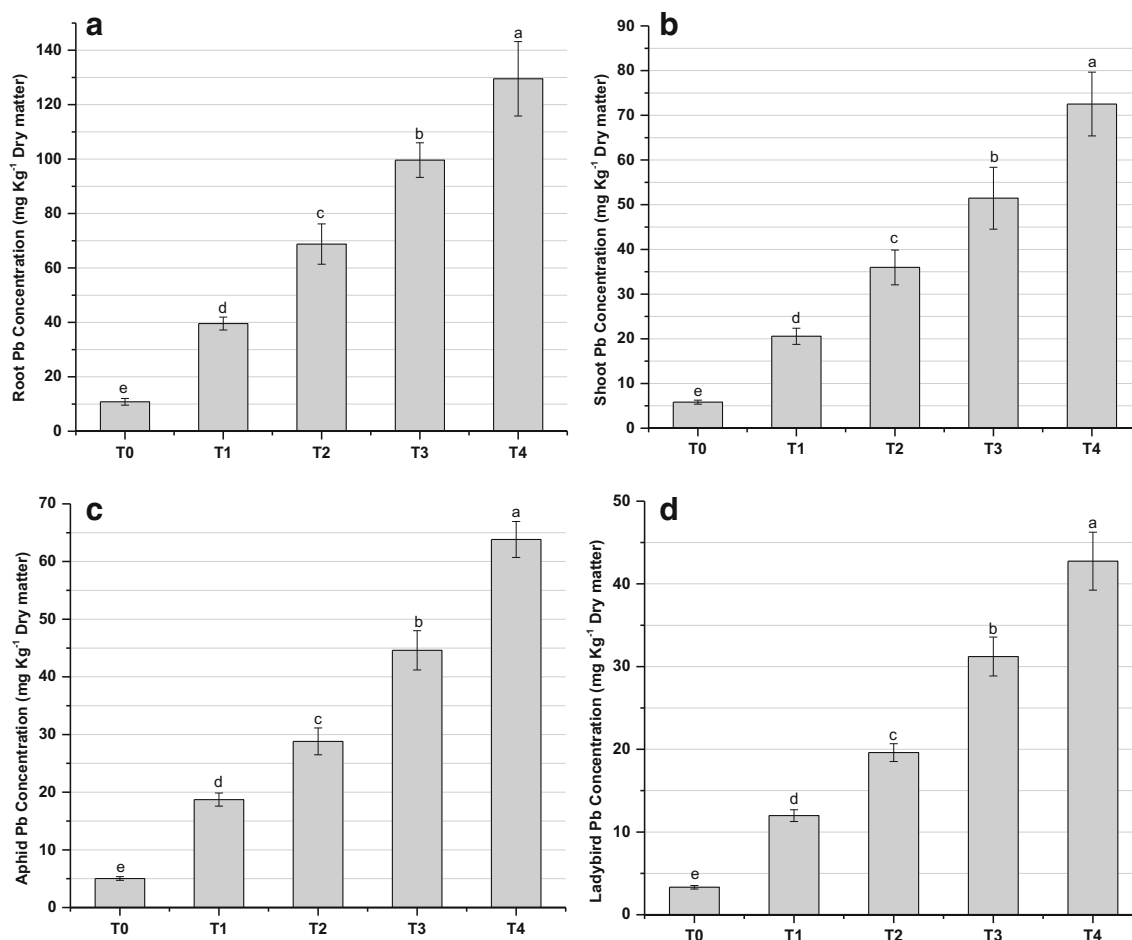 a
Root Pb Concentration (mg Kg⁻¹ Dry matter)
140
120
100
80
60
40
20
0
e
d
c
b
a
T0 T1 T2 T3 T4
b
Shoot Pb Concentration (mg Kg⁻¹ Dry matter)
90
80
70
60
50
40
30
20
10
0
e
d
c
b
a
T0 T1 T2 T3 T4
c
Aphid Pb Concentration (mg Kg⁻¹ Dry matter)
70
60
50
40
30
20
10
0
e
d
c
b
a
T0 T1 T2 T3 T4
d
Ladybird Pb Concentration (mg Kg⁻¹ Dry matter)
50
40
30
20
10
0
e
d
c
b
a
T0 T1 T2 T3 T4